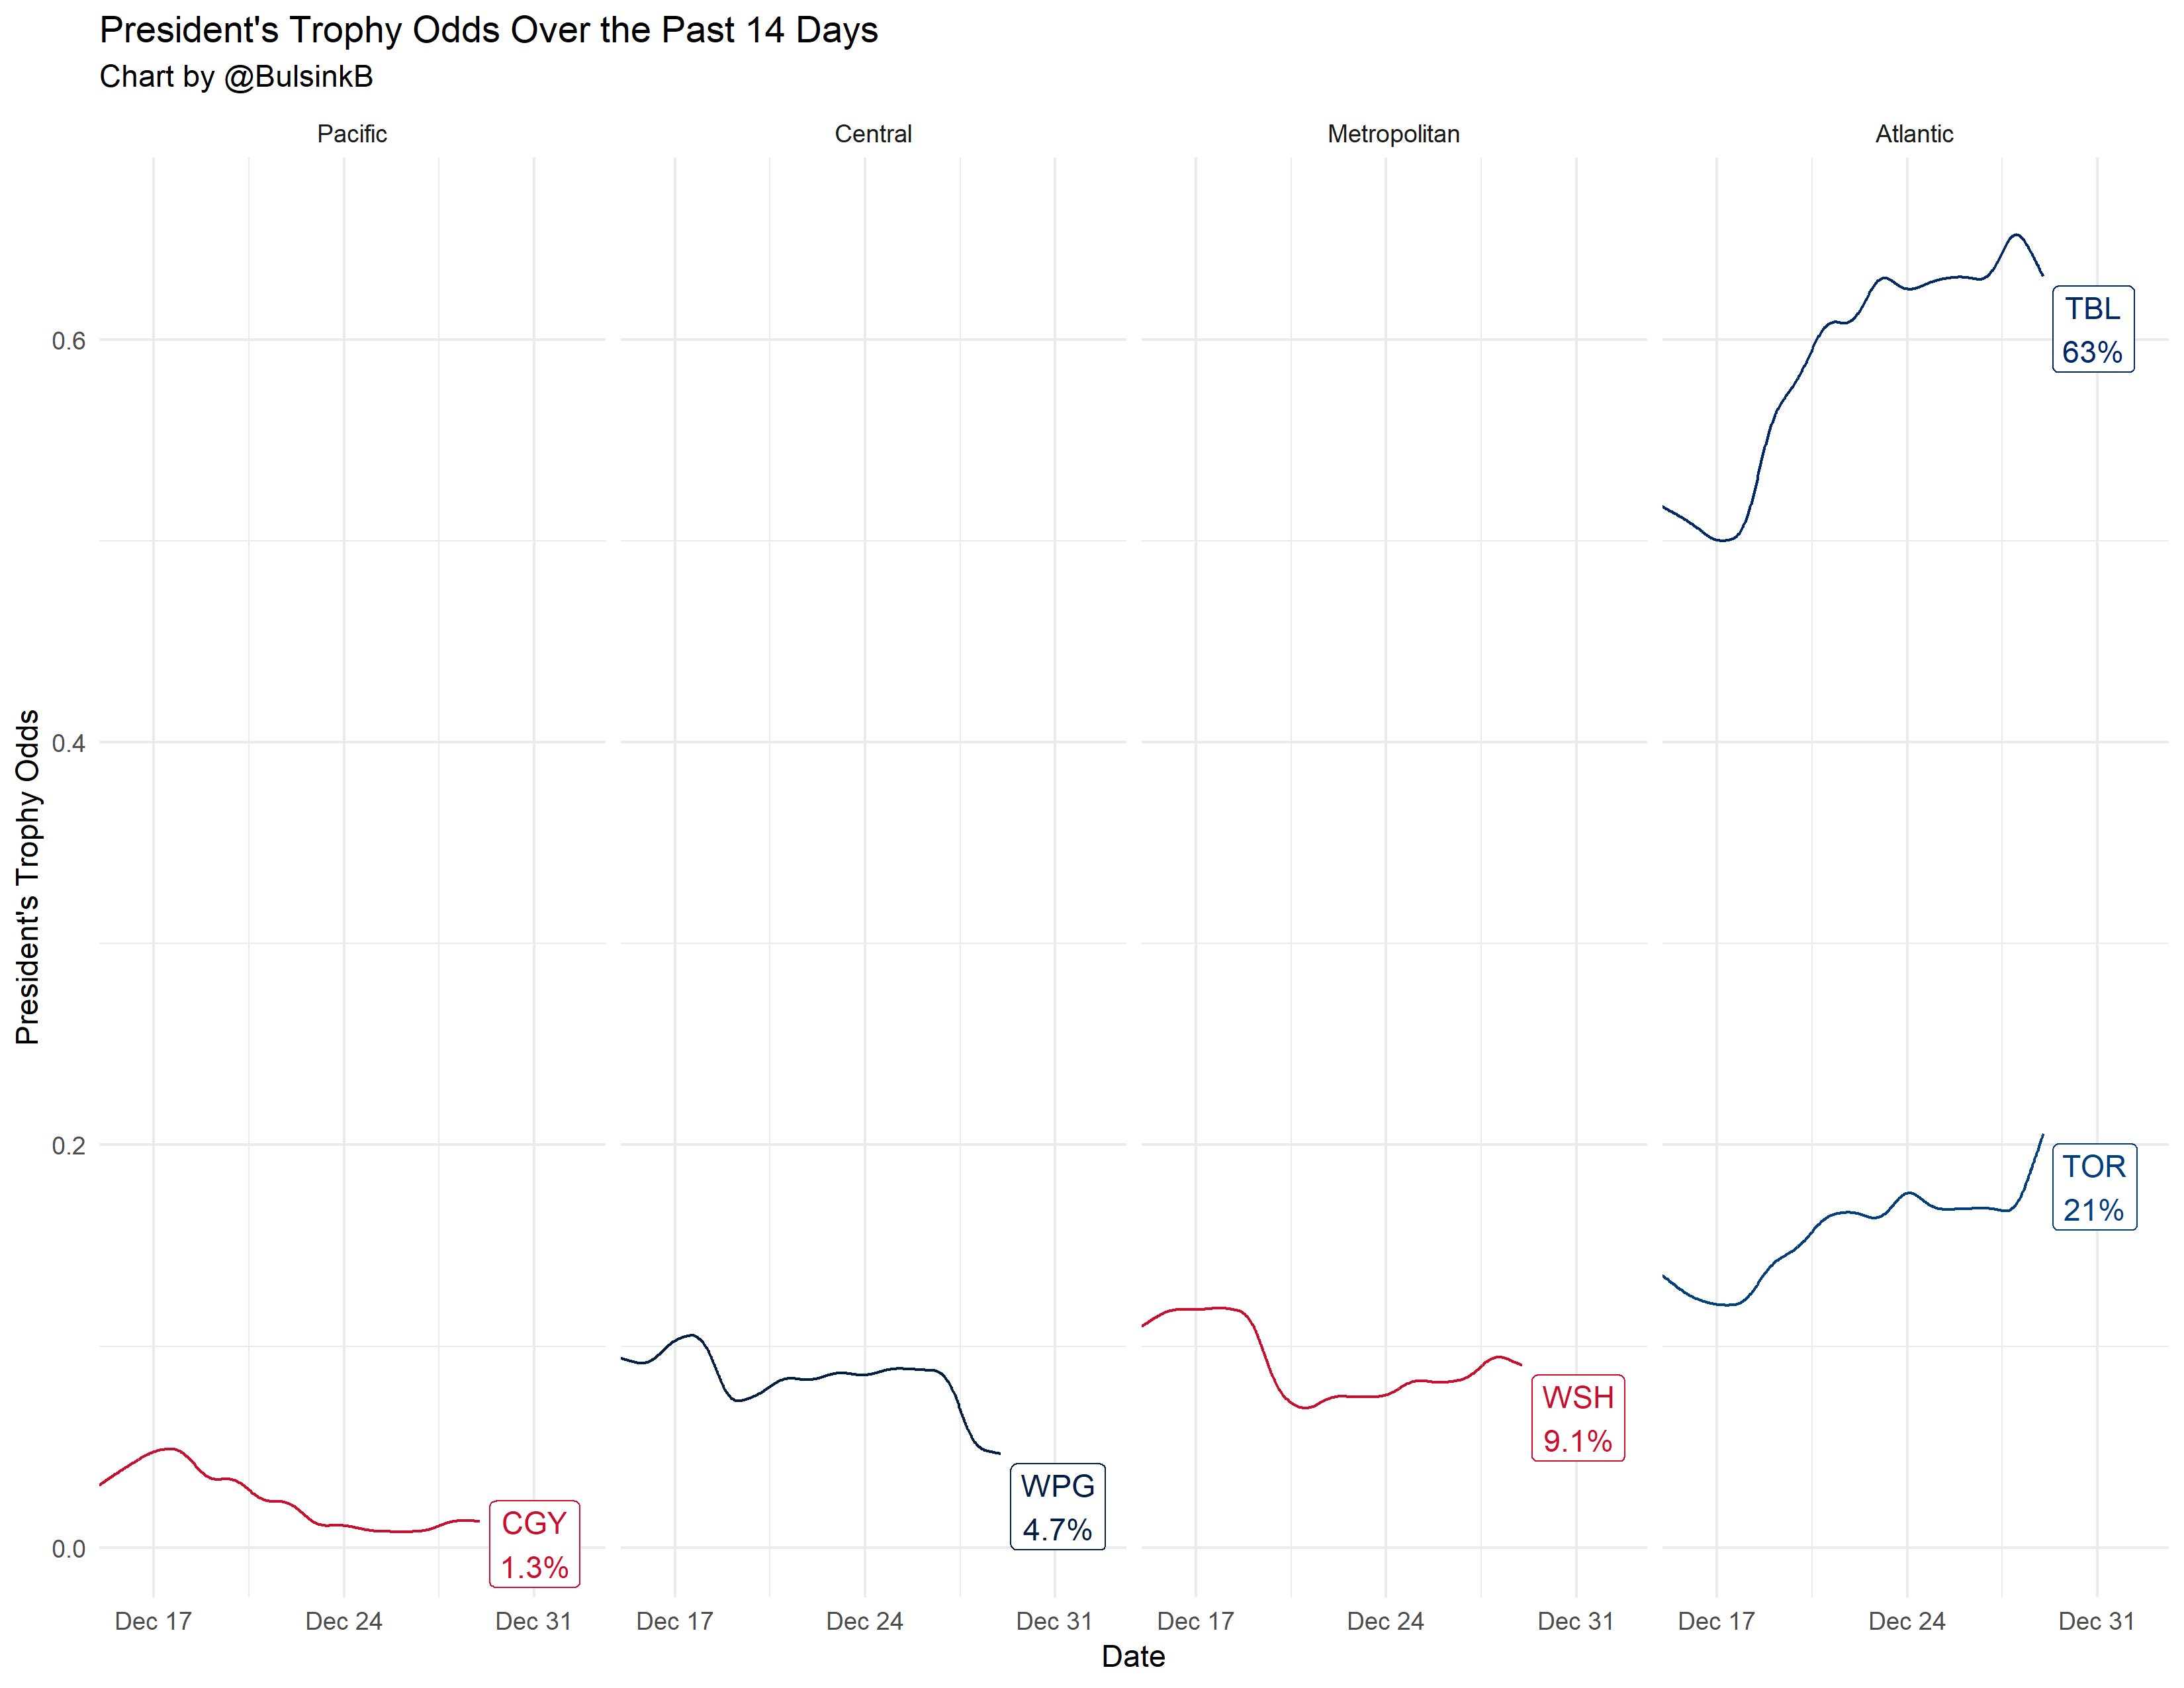 President's Trophy Odds Over the Past 14 Days
Chart by @BulsinkB
Pacific
Central
Metropolitan
Atlantic
President's Trophy Odds
0.6
0.4
0.2
0.0
TBL
63%
TOR
21%
WSH
9.1%
WPG
4.7%
CGY
1.3%
Dec 17
Dec 24
Dec 31
Dec 17
Dec 24
Dec 31
Dec 17
Dec 24
Dec 31
Dec 17
Dec 24
Dec 31
Date